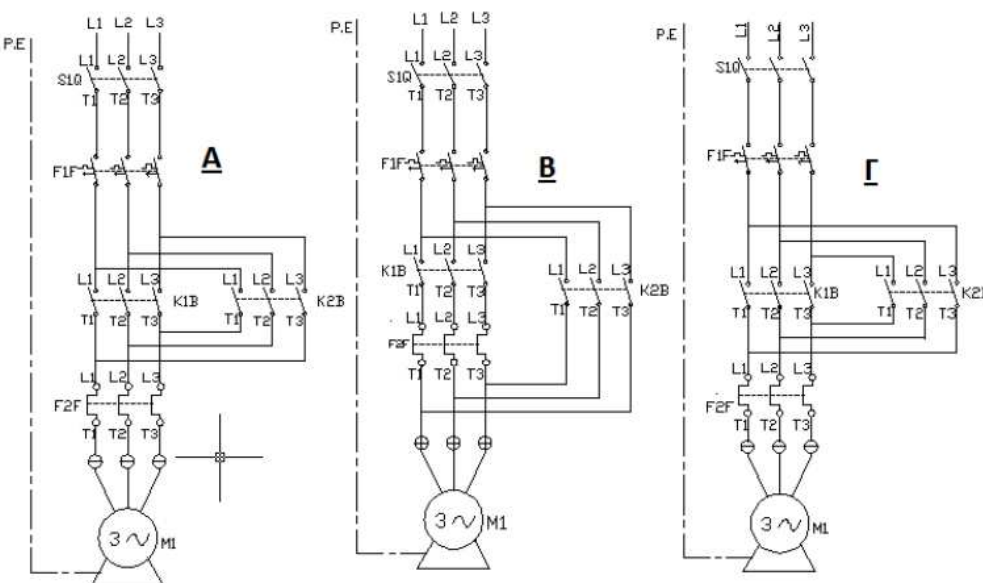 L1 L2 L3
P.E
L1 L2 L3
S1Q
T1 T2 T3
F1F
Α
L1 L2 L3
K1B
T1 T2 T3
L1 L2 L3
K2B
T1 T2 T3
L1 L2 L3
F2F
T1 T2 T3
3 ~
M1
L1 L2 L3
P.E
L1 L2 L3
S1Q
T1 T2 T3
F1F
Β
L1 L2 L3
K1B
T1 T2 T3
L1 L2 L3
K2B
T1 T2 T3
L1 L2 L3
F2F
T1 T2 T3
3 ~
M1
L1 L2 L3
P.E
S1Q
F1F
Γ
L1 L2 L3
K1B
T1 T2 T3
L1 L2 L3
T1 T2 T3
L1 L2 L3
F2F
T1 T2 T3
3 ~
M1